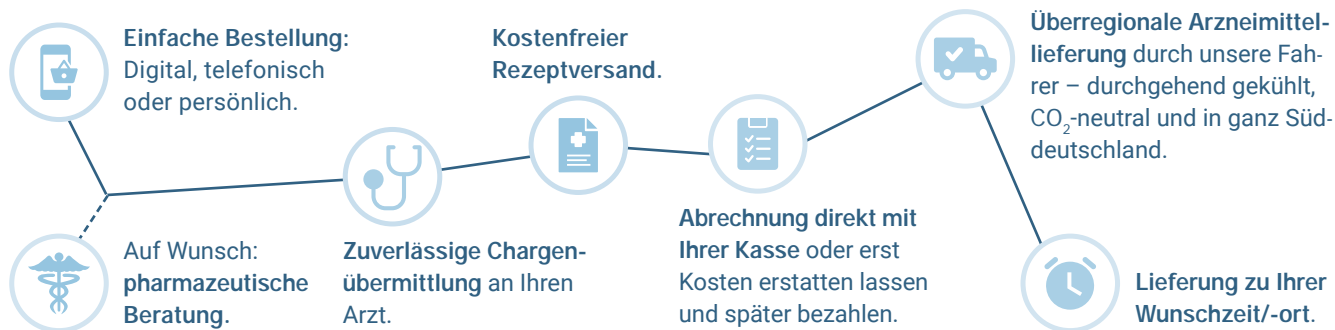 Einfache Bestellung:
Digital, telefonisch
oder persönlich.
Auf Wunsch:
pharmazeutische
Beratung.
Zuverlässige Chargen-
übermittlung an Ihren
Arzt.
Kostenfreier
Rezeptversand.
Abrechnung direkt mit
Ihrer Kasse oder erst
Kosten erstatten lassen
und später bezahlen.
Überregionale Arzneimittel-
lieferung durch unsere Fah-
rer – durchgehend gekühlt,
CO₂-neutral und in ganz Süd-
deutschland.
Lieferung zu Ihrer
Wunschzeit/-ort.